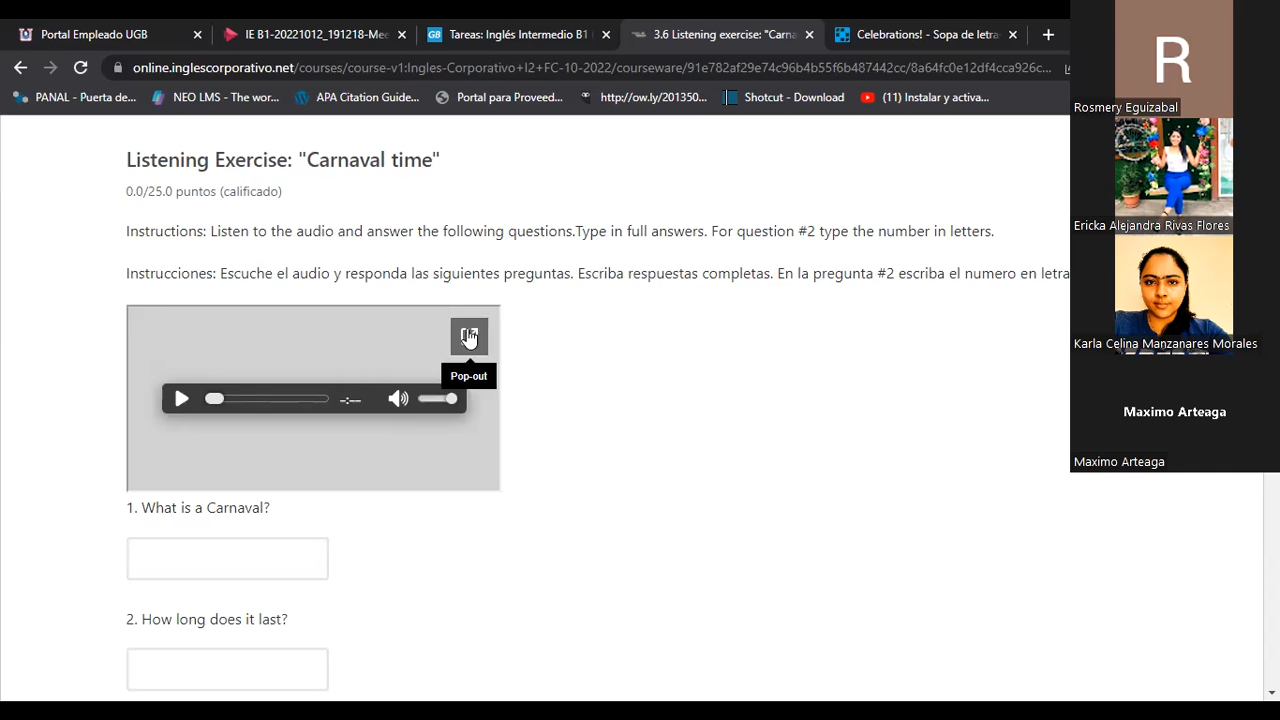 Portal Empleado UGB
IE B1-20221012_191218-Mee
GB Tareas: Inglés Intermedio B1
3.6 Listening exercise: "Carna
Celebrations! - Sopa de letra
online.inglescorporativo.net/courses/course-v1:Ingles-Corporativo+I2+FC-10-2022/courseware/91e782af29e74c96b4b55f6b487442cc/8a64fc0e12df4cca926c...
PANAL - Puerta de...
NEO LMS - The wor...
APA Citation Guide...
Portal para Proveed...
http://ow.ly/201350...
Shotcut - Download
(11) Instalar y activa...
R
Rosmery Eguizabal
Listening Exercise: "Carnaval time"
0.0/25.0 puntos (calificado)
Ericka Alejandra Rivas Flores
Instructions: Listen to the audio and answer the following questions.Type in full answers. For question #2 type the number in letters.
Instrucciones: Escuche el audio y responda las siguientes preguntas. Escriba respuestas completas. En la pregunta #2 escriba el numero en letra
Karla Celina Manzanares Morales
Pop-out
-:--
Maximo Arteaga
Maximo Arteaga
1. What is a Carnaval?
2. How long does it last?